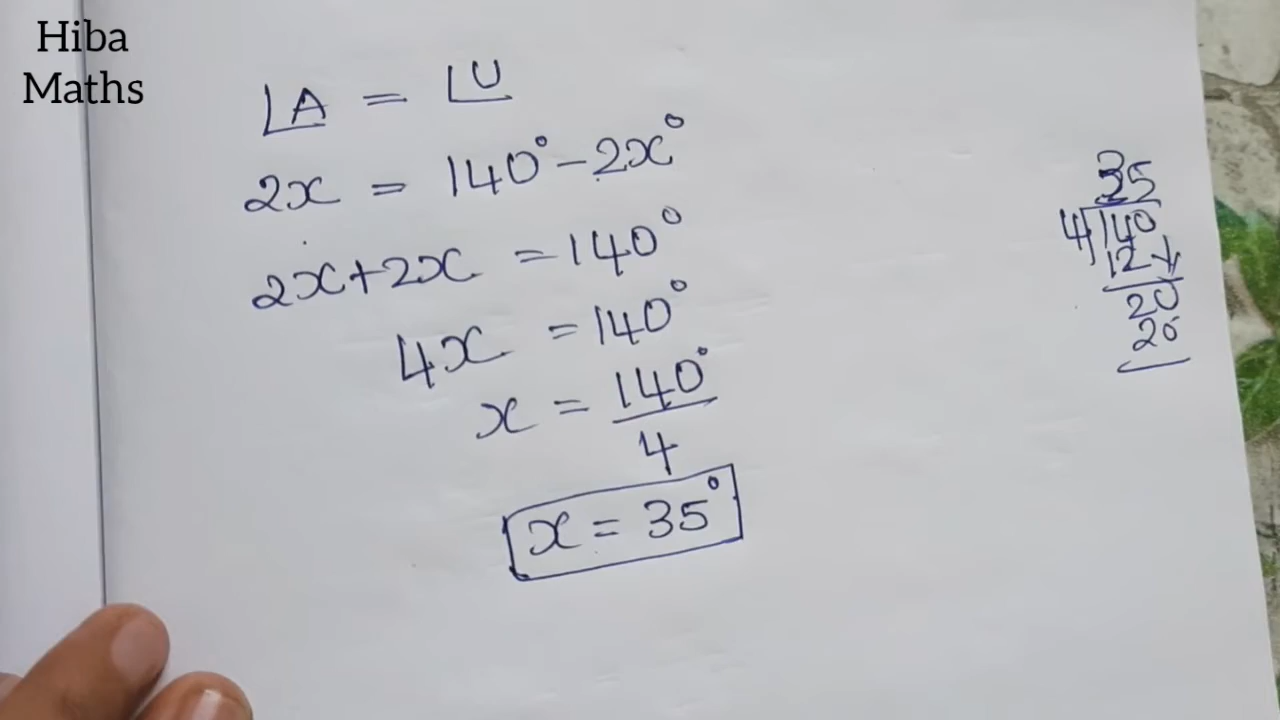 Hiba
Maths
∠A = ∠U
2x = 140° - 2x°
2x + 2x = 140°
4x = 140°
x = 140°
4
x = 35°
35
4 140
12↓
20
20